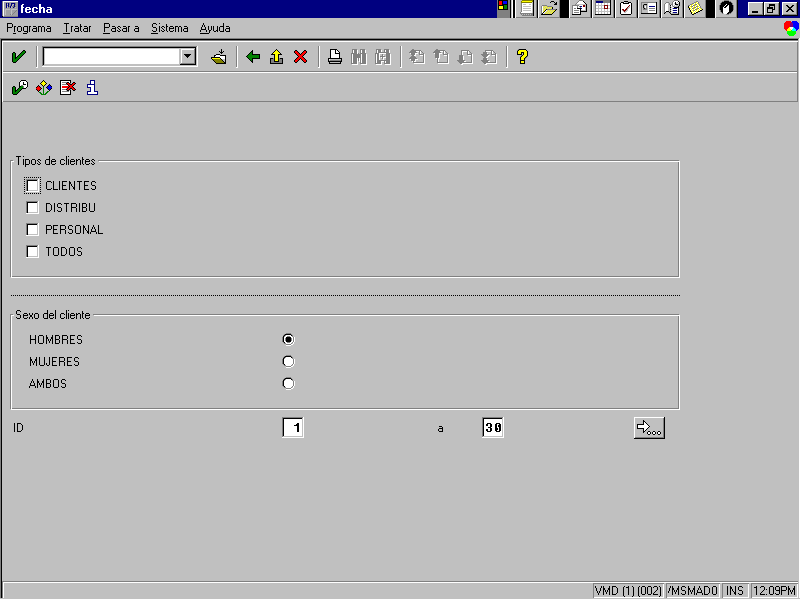 fecha
Programa Tratar Pasar a Sistema Ayuda
Tipos de clientes
CLIENTES
DISTRIBU
PERSONAL
TODOS
Sexo del cliente
HOMBRES
MUJERES
AMBOS
ID 1 a 30
VMD (1) (002) /MSMAD0 INS 12:09PM